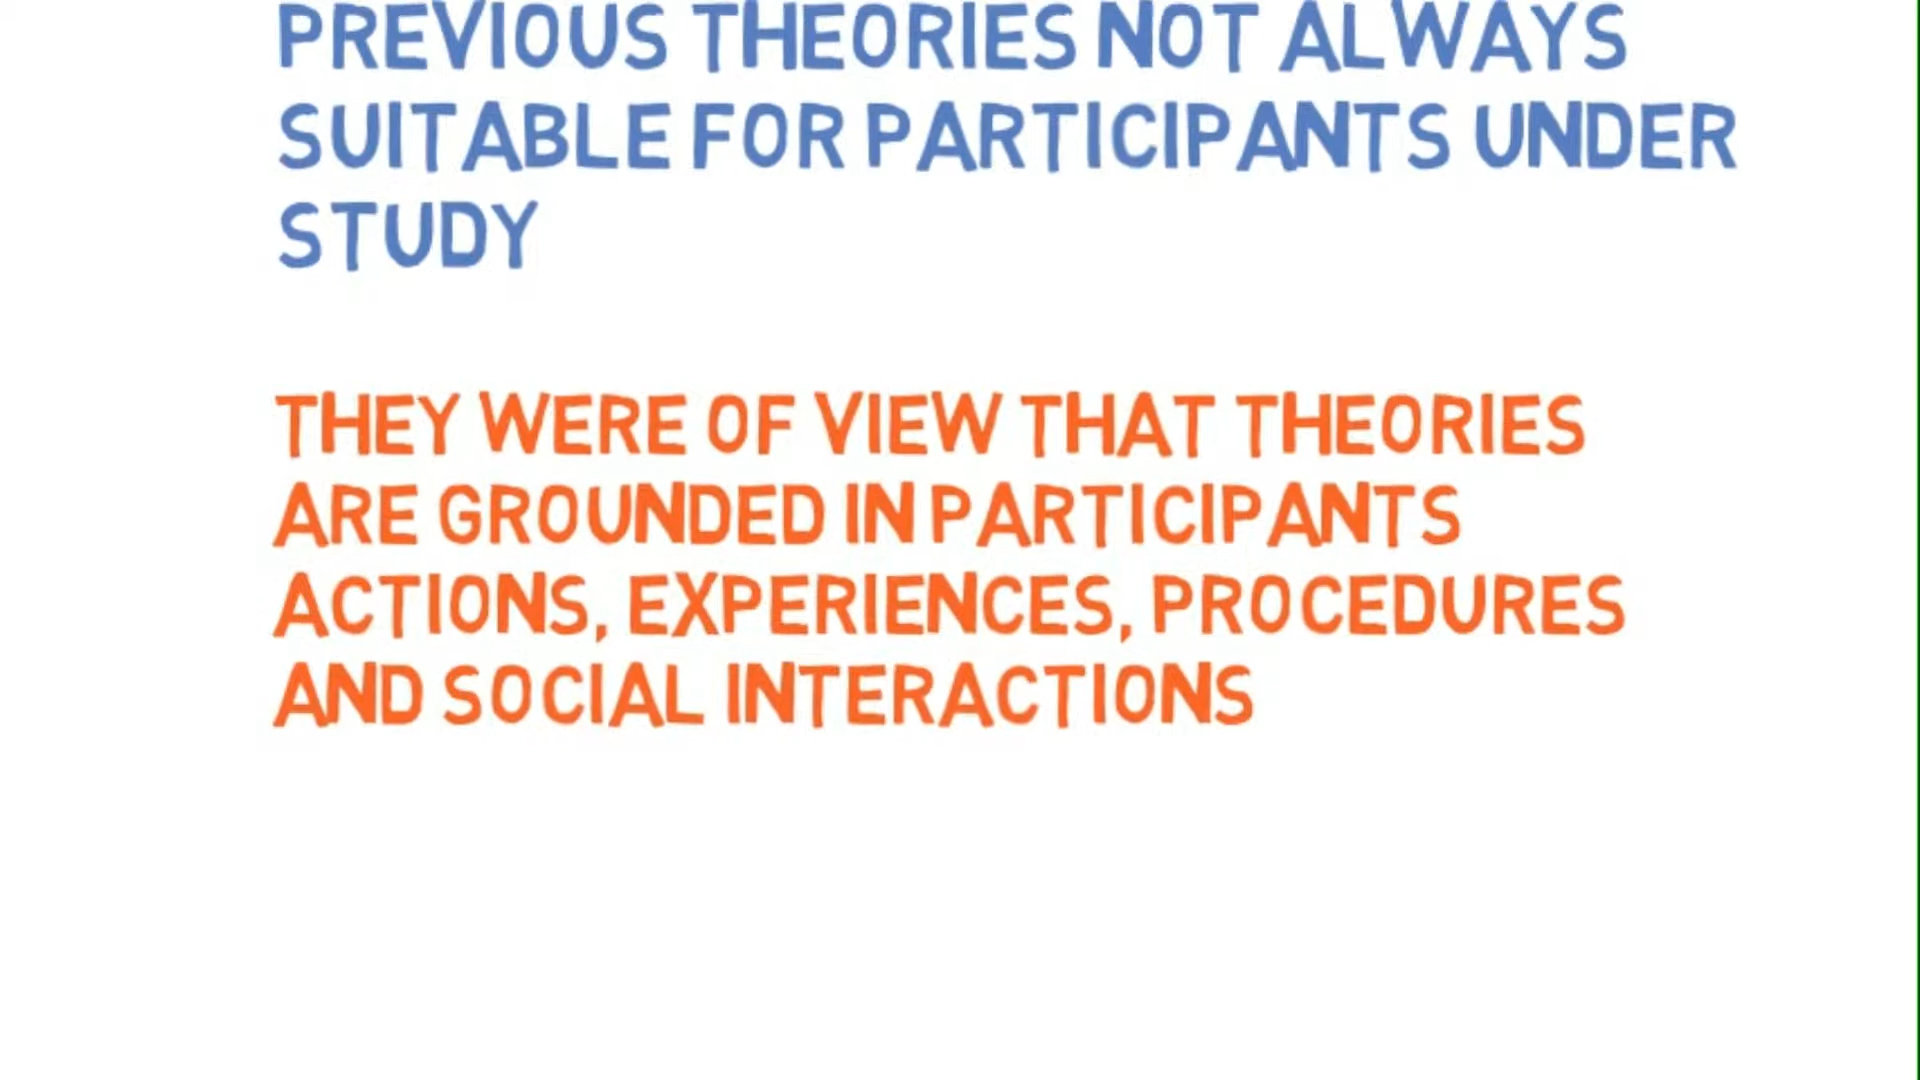 PREVIOUS THEORIES NOT ALWAYS
SUITABLE FOR PARTICIPANTS UNDER
STUDY
THEY WERE OF VIEW THAT THEORIES
ARE GROUNDED IN PARTICIPANTS
ACTIONS, EXPERIENCES, PROCEDURES
AND SOCIAL INTERACTIONS